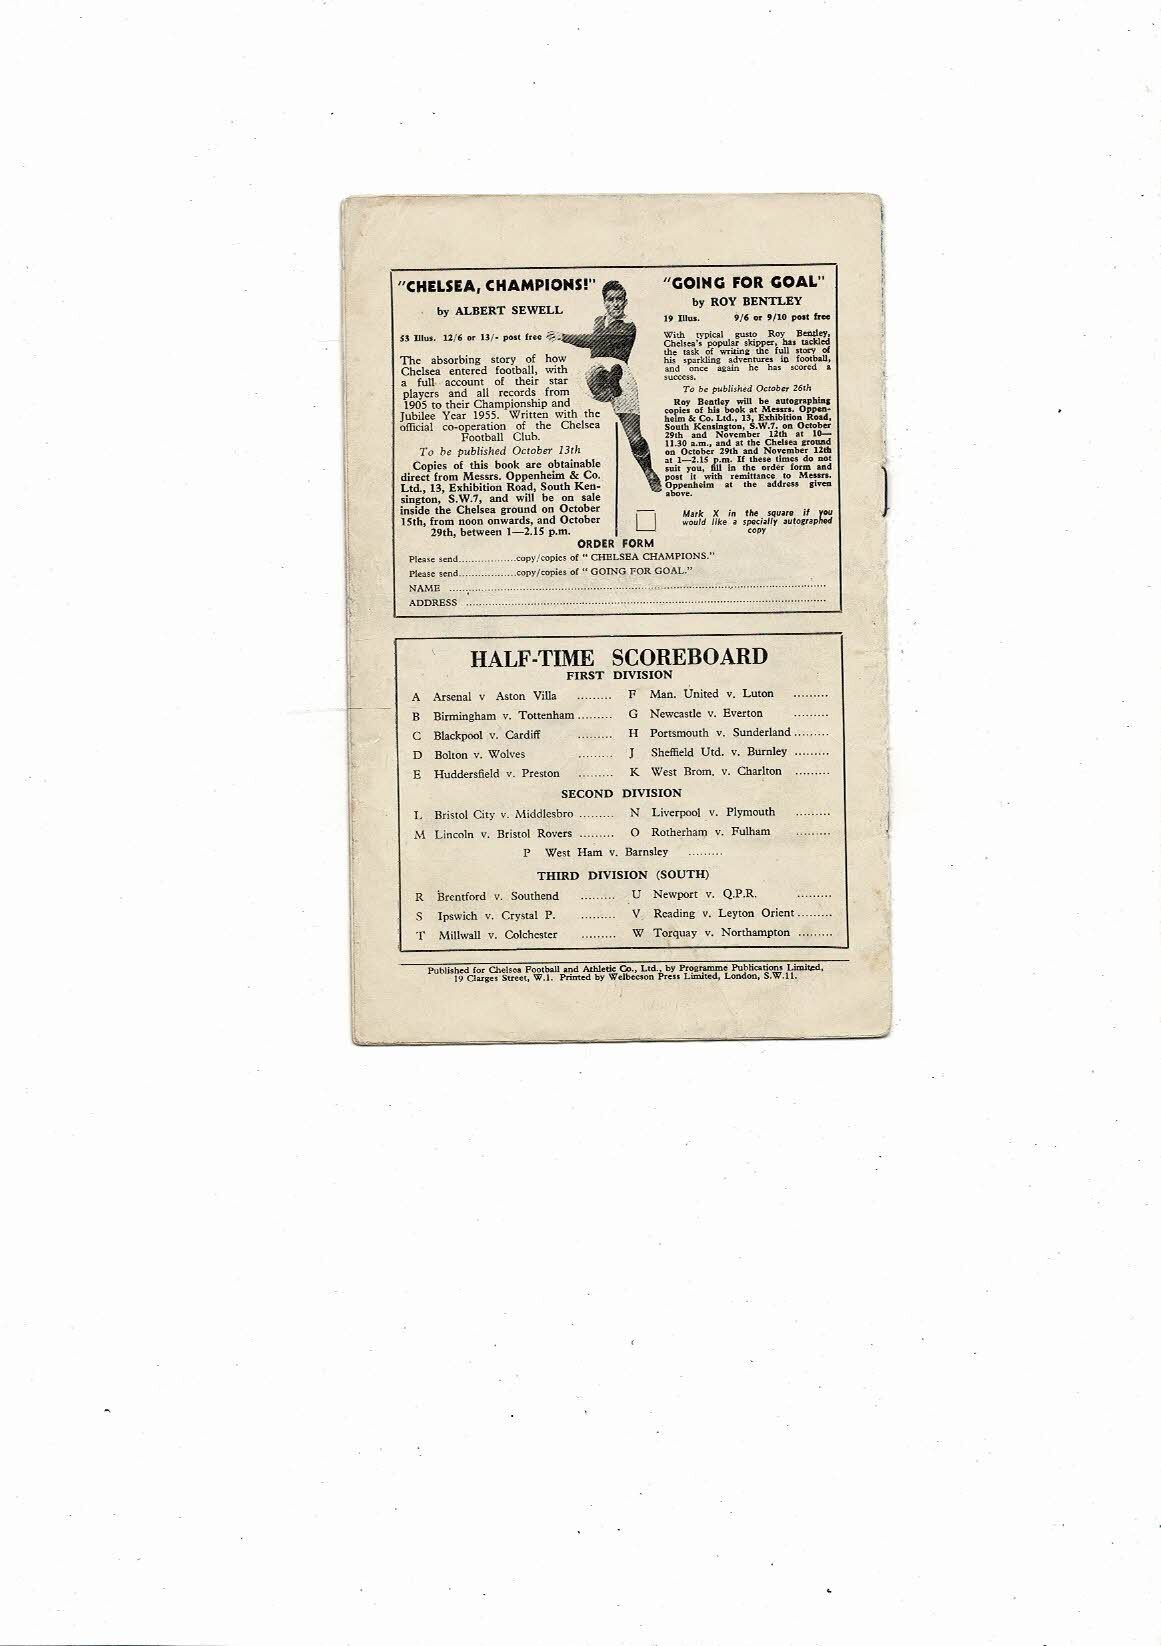 "CHELSEA, CHAMPIONS!"
by ALBERT SEWELL
53 Illus. 12/6 or 13/- post free
The absorbing story of how
Chelsea entered football, with
a full account of their star
players and all records from
1905 to their Championship and
Jubilee Year 1955. Written with the
official co-operation of the Chelsea
Football Club.
To be published October 13th
Copies of this book are obtainable
direct from Messrs. Oppenheim & Co.
Ltd., 13, Exhibition Road, South Ken-
sington, S.W.7, and will be on sale
inside the Chelsea ground on October
15th, from noon onwards, and October
29th, between 1—2.15 p.m.
"GOING FOR GOAL"
by ROY BENTLEY
19 Illus. 9/6 or 9/10 post free
With typical gusto Roy Bentley,
Chelsea's popular skipper, has tackled
the task of writing the full story of
his sparkling adventures in football,
and once again he has scored a
success.
To be published October 26th
Roy Bentley will be autographing
copies of his book at Messrs. Oppen-
heim & Co. Ltd., 13, Exhibition Road,
South Kensington, S.W.7, on October
29th and November 12th at 10—
11.30 a.m., and at the Chelsea ground
on October 29th and November 12th
at 1—2.15 p.m. If these times do not
suit you, fill in the order form and
post it with remittance to Messrs.
Oppenheim at the address given
above.
Mark X in the square if you
would like a specially autographed
copy
ORDER FORM
Please send..................copy/copies of "CHELSEA CHAMPIONS."
Please send..................copy/copies of "GOING FOR GOAL."
NAME ..........................................................
ADDRESS ..........................................................
HALF-TIME SCOREBOARD
FIRST DIVISION
A Arsenal v Aston Villa ......... F Man. United v. Luton .........
B Birmingham v. Tottenham ......... G Newcastle v. Everton .........
C Blackpool v. Cardiff ......... H Portsmouth v. Sunderland .........
D Bolton v. Wolves ......... J Sheffield Utd. v. Burnley .........
E Huddersfield v. Preston ......... K West Brom. v. Charlton .........
SECOND DIVISION
L Bristol City v. Middlesbro ......... N Liverpool v. Plymouth .........
M Lincoln v. Bristol Rovers ......... O Rotherham v. Fulham .........
P West Ham v. Barnsley .........
THIRD DIVISION (SOUTH)
R Brentford v. Southend ......... U Newport v. Q.P.R. .........
S Ipswich v. Crystal P. ......... V Reading v. Leyton Orient .........
T Millwall v. Colchester ......... W Torquay v. Northampton .........
Published for Chelsea Football and Athletic Co., Ltd., by Programme Publications Limited,
19 Clarges Street, W.1. Printed by Welbecson Press Limited, London, S.W.11.